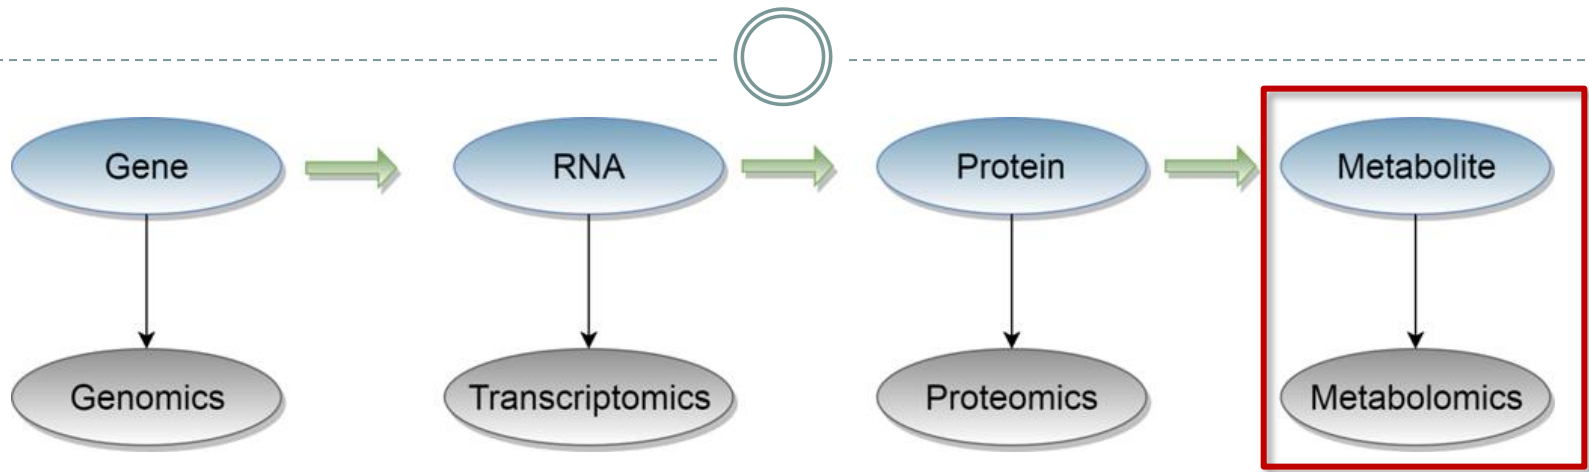 Gene
RNA
Protein
Metabolite
Genomics
Transcriptomics
Proteomics
Metabolomics